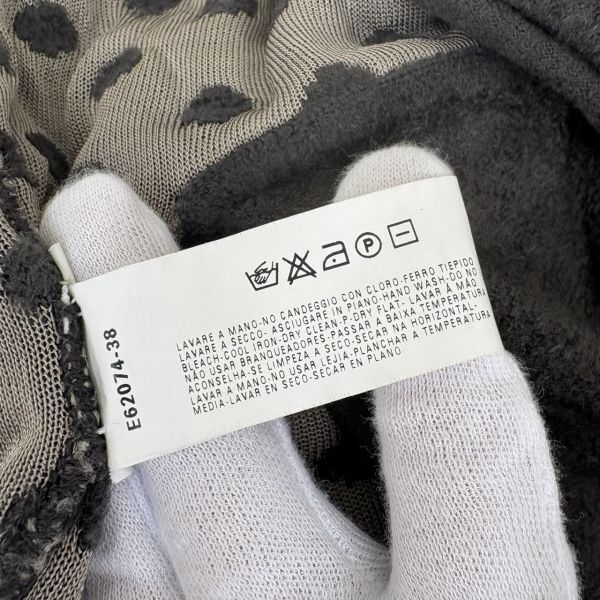 P
LAVARE A MANO-NO CANDEGGIO CON CLORO-FERRO TIEPIDO
LAVARE A SECCO- ASCIUGARE IN PIANO-HAND WASH,DO NO
BLEACH-COOL IRON-DRY CLEAN-P-DRY FLAT- LAVAR À MÃO
NÃO USAR BRANQUEADORES-PASSAR A BAIXA TEMPERATURA
ACONSELHA-SE LIMPEZA A SECO-SECAR NA HORIZONTAL.
LAVAR A MANO-NO USAR LEJIA-PLANCHAR A TEMPERATUR
MEDIA-LAVAR EN SECO-SECAR EN PLANO
E62074-38